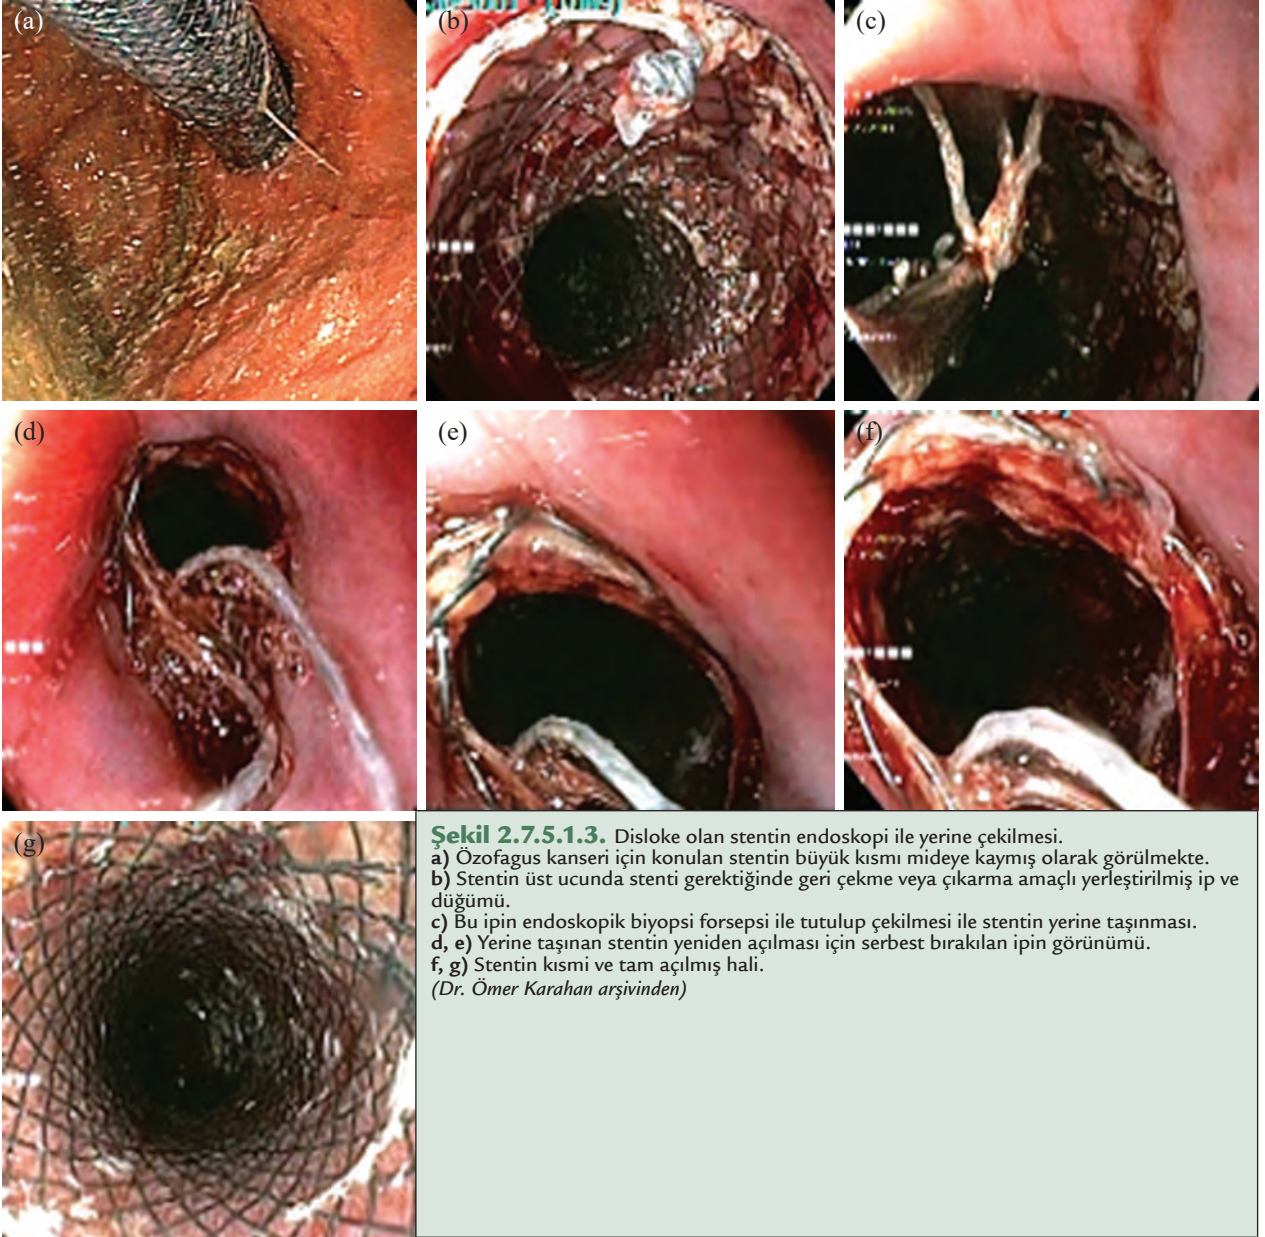 (a)
(b)
(c)
(d)
(e)
(f)
(g)
Şekil 2.7.5.1.3. Disloke olan stentin endoskopi ile yerine çekilmesi.
a) Özofagus kanseri için konulan stentin büyük kısmı mideye kaymış olarak görülmekte.
b) Stentin üst ucunda stenti gerektiğinde geri çekme veya çıkarma amaçlı yerleştirilmiş ip ve
düğümü.
c) Bu ipin endoskopik biyopsi forsepsi ile tutulup çekilmesi ile stentin yerine taşınması.
d, e) Yerine taşınan stentin yeniden açılması için serbest bırakılan ipin görünümü.
f, g) Stentin kısmi ve tam açılmış hali.
(Dr. Ömer Karahan arşivinden)